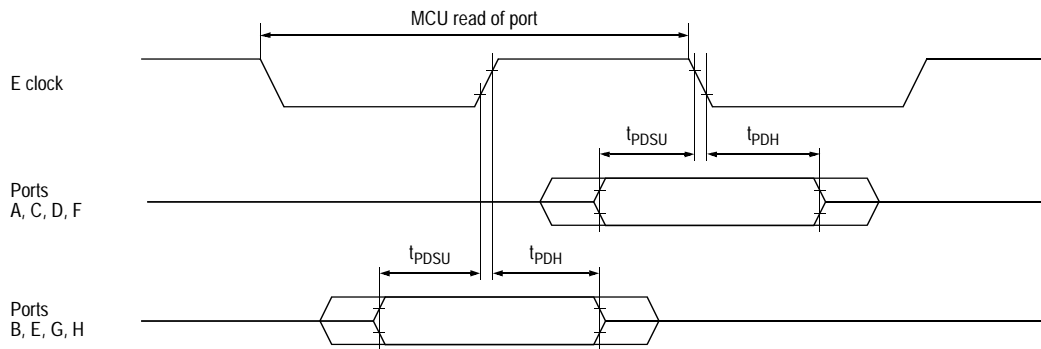 MCU read of port
E clock
tPDSU
tPDH
Ports
A, C, D, F
tPDSU
tPDH
Ports
B, E, G, H